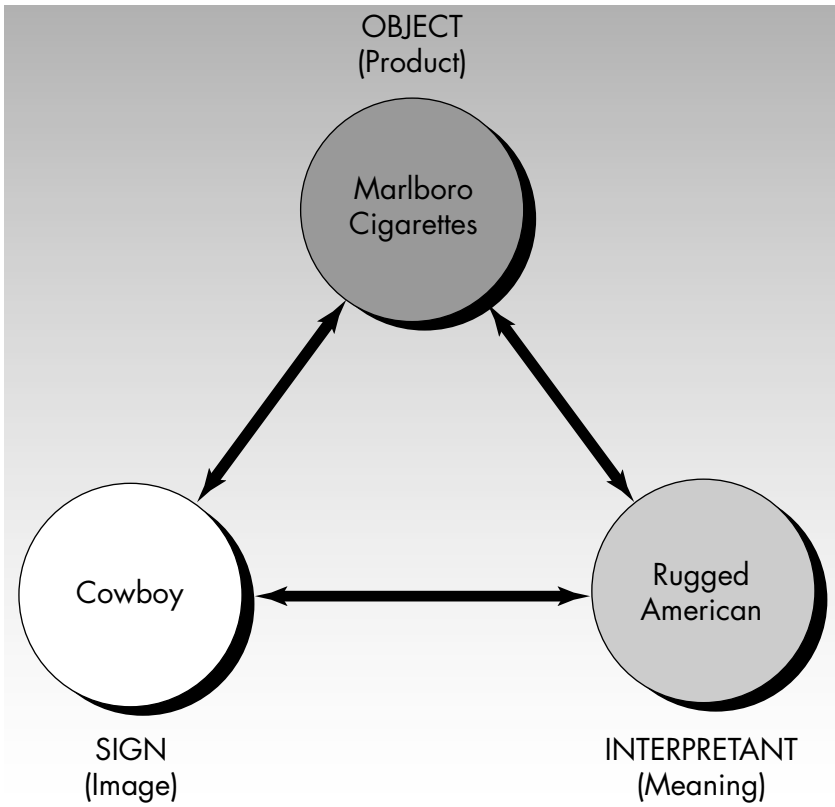 OBJECT
(Product)
Marlboro
Cigarettes
Cowboy
Rugged
American
SIGN
(Image)
INTERPRETANT
(Meaning)